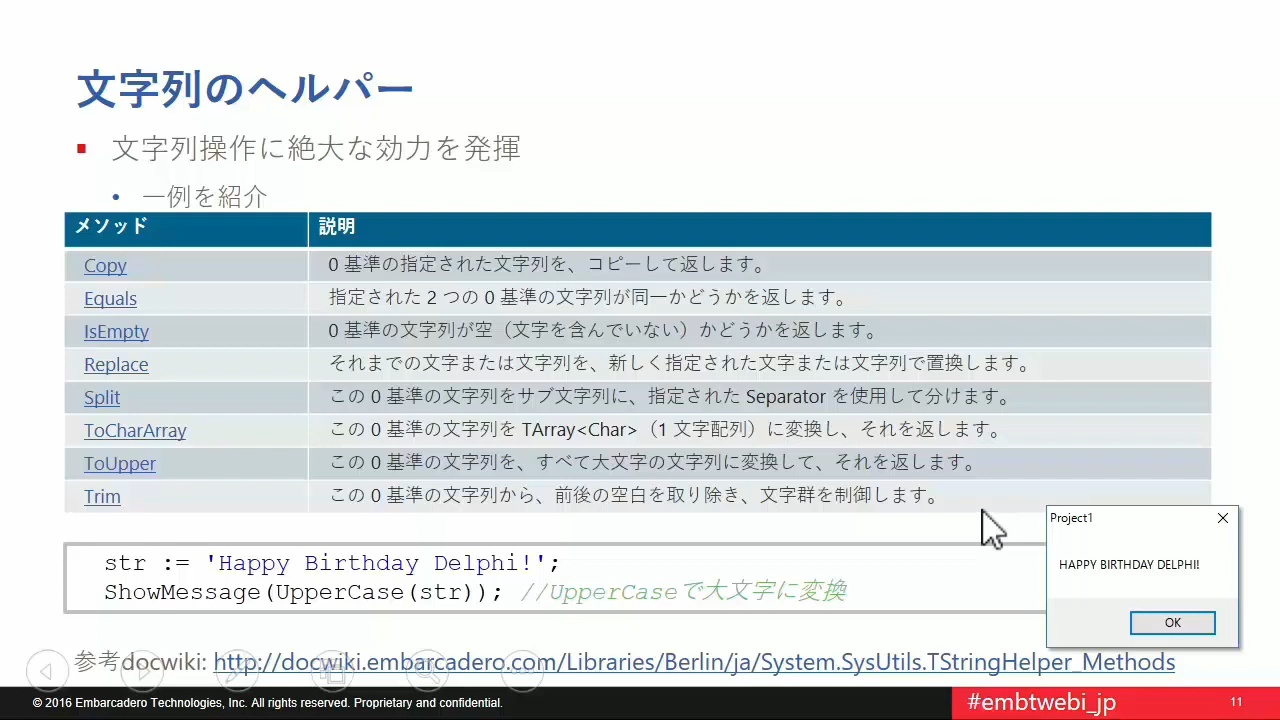 文字列のヘルパー
文字列操作に絶大な効力を発揮
一例を紹介
メソッド 説明
Copy 0 基準の指定された文字列を、コピーして返します。
Equals 指定された 2 つの 0 基準の文字列が同一かどうかを返します。
IsEmpty 0 基準の文字列が空（文字を含んでいない）かどうかを返します。
Replace それまでの文字または文字列を、新しく指定された文字または文字列で置換します。
Split この 0 基準の文字列をサブ文字列に、指定された Separator を使用して分けます。
ToCharArray この 0 基準の文字列を TArray<Char>（1 文字配列）に変換し、それを返します。
ToUpper この 0 基準の文字列を、すべて大文字の文字列に変換して、それを返します。
Trim この 0 基準の文字列から、前後の空白を取り除き、文字群を制御します。
str := 'Happy Birthday Delphi!';
ShowMessage(UpperCase(str)); //UpperCaseで大文字に変換
Project1
HAPPY BIRTHDAY DELPHI!
OK
参考docwiki: http://docwiki.embarcadero.com/Libraries/Berlin/ja/System.SysUtils.TStringHelper_Methods
© 2016 Embarcadero Technologies, Inc. All rights reserved. Proprietary and confidential.
#embtwebi_jp
11